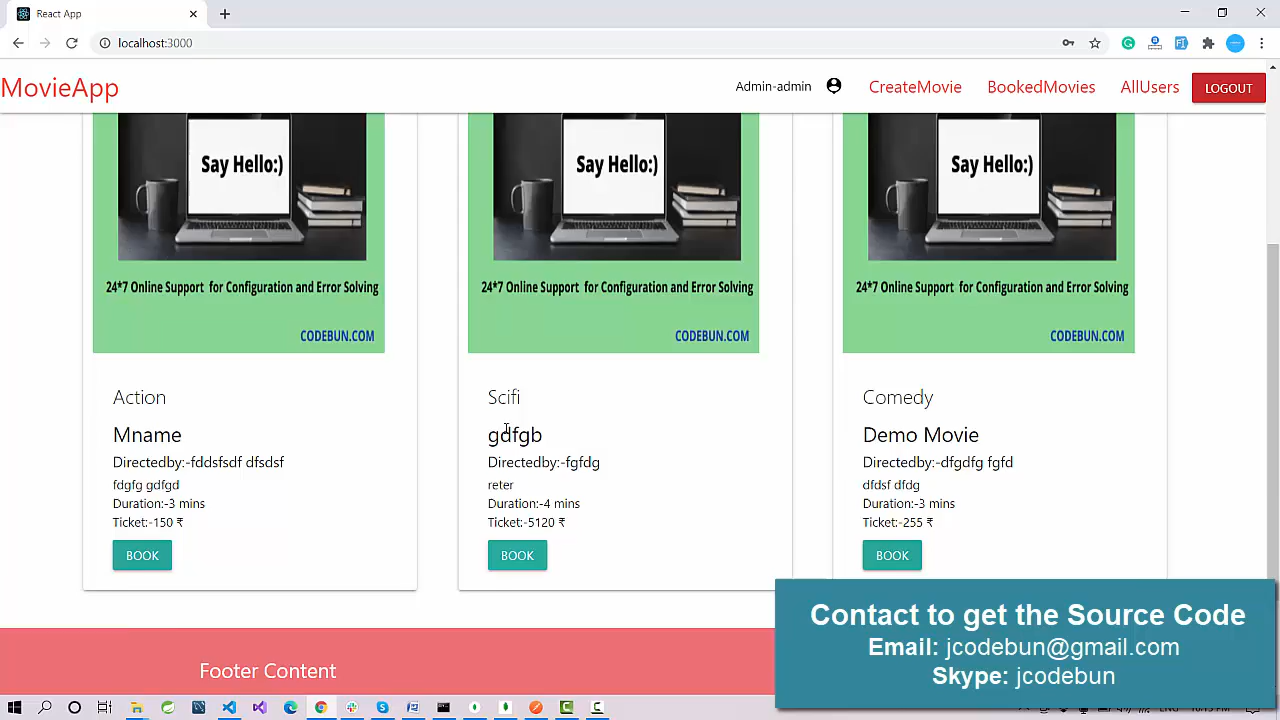 React App
localhost:3000
MovieApp
Admin-admin
CreateMovie
BookedMovies
AllUsers
LOGOUT
Say Hello:)
24*7 Online Support for Configuration and Error Solving
CODEBUN.COM
Say Hello:)
24*7 Online Support for Configuration and Error Solving
CODEBUN.COM
Say Hello:)
24*7 Online Support for Configuration and Error Solving
CODEBUN.COM
Action
Mname
Directedby:-fddsfsdf dfsdsf
fdgfg gdfgd
Duration:-3 mins
Ticket:-150 ₹
BOOK
Scifi
gdfgb
Directedby:-fgfdg
reter
Duration:-4 mins
Ticket:-5120 ₹
BOOK
Comedy
Demo Movie
Directedby:-dfgdfg fgfd
dfdsf dfdg
Duration:-3 mins
Ticket:-255 ₹
BOOK
Footer Content
Contact to get the Source Code
Email: jcodebun@gmail.com
Skype: jcodebun